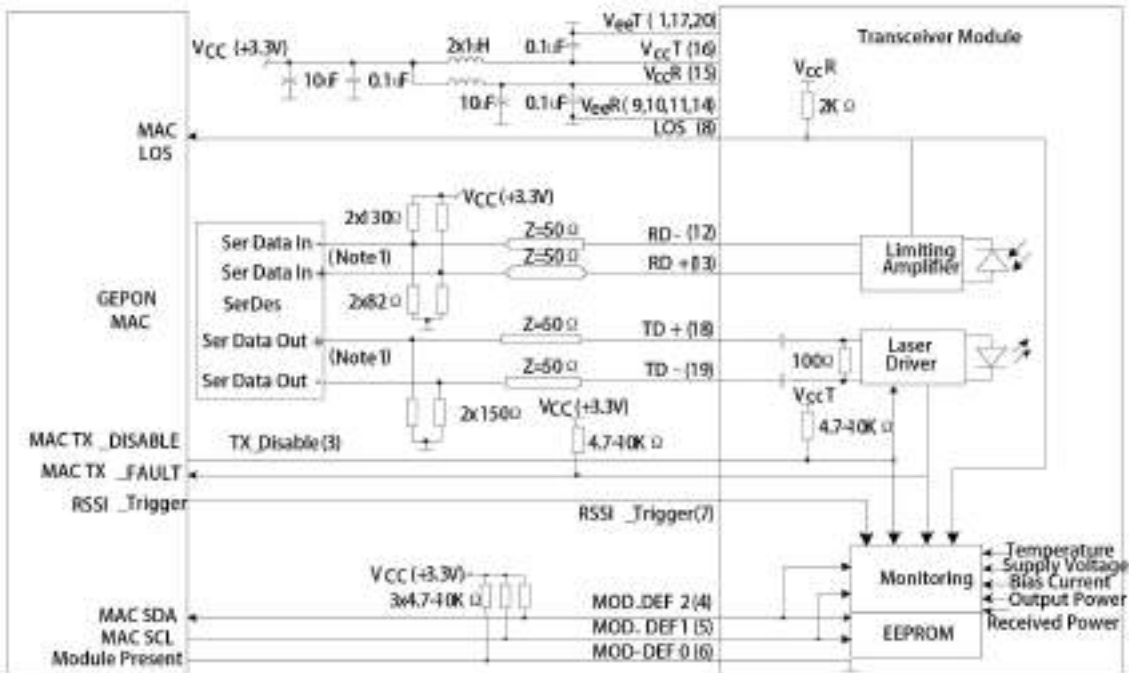 VeeT ( 1,17,20)
VCC (+3.3V)
2x1uH
0.1uF
VccT (16)
Transceiver Module
10uF
0.1uF
VccR (15)
VccR
10uF
0.1uF
VeeR( 9,10,11,14)
2K Ω
MAC
LOS
LOS (8)
VCC (+3.3V)
2x130Ω
Z=50 Ω
RD- (12)
Ser Data In
(Note1)
Z=50 Ω
RD +(13)
Ser Data In
Limiting
Amplifier
GEPON
MAC
SerDes
2x82 Ω
Ser Data Out
Z=50 Ω
TD + (18)
(Note1)
Laser
Driver
Ser Data Out
Z=50 Ω
TD - (19)
100Ω
2x150Ω
VCC (+3.3V)
VccT
MAC TX _DISABLE
TX_Disable(3)
4.7-10K Ω
4.7-10K Ω
MAC TX _FAULT
RSSI _Trigger
RSSI _Trigger(7)
VCC (+3.3V)
3x4.7-10K Ω
Monitoring
Temperature
Supply Voltage
Bias Current
Output Power
Received Power
MAC SDA
MOD-DEF 2 (4)
MAC SCL
MOD- DEF1 (5)
EEPROM
Module Present
MOD-DEF 0 (6)